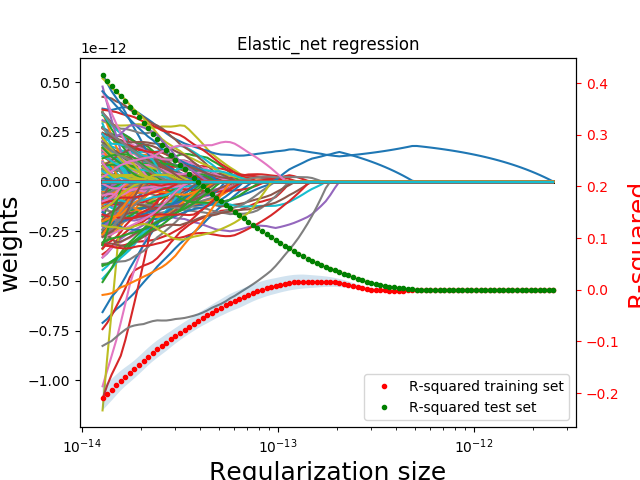 Elastic_net regression
1e−12
0.50
0.25
0.00
−0.25
−0.50
−0.75
−1.00
weights
0.4
0.3
0.2
0.1
0.0
−0.1
−0.2
R-squared
R-squared training set
R-squared test set
10−14
10−13
10−12
Regularization size